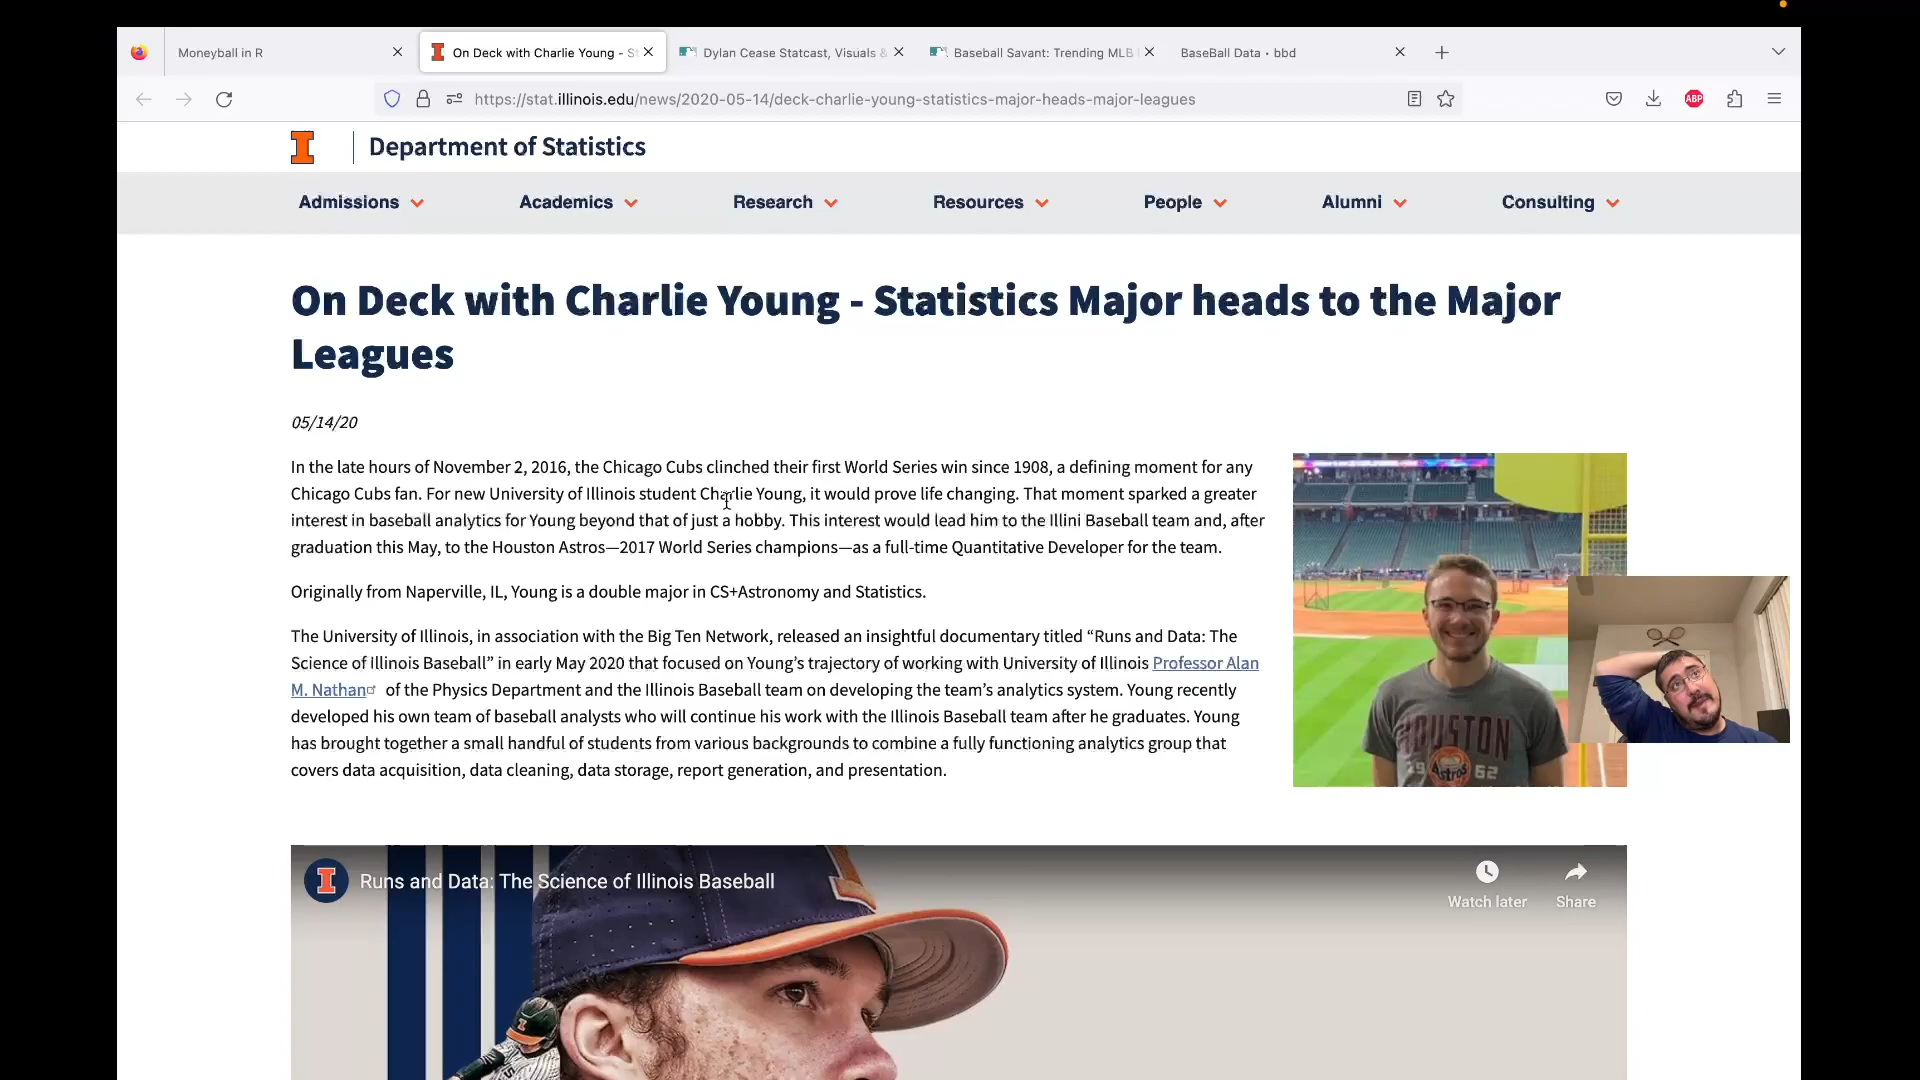 Moneyball in R
On Deck with Charlie Young - St
Dylan Cease Statcast, Visuals &
Baseball Savant: Trending MLB
BaseBall Data • bbd
https://stat.illinois.edu/news/2020-05-14/deck-charlie-young-statistics-major-heads-major-leagues
ABP
I
Department of Statistics
Admissions
Academics
Research
Resources
People
Alumni
Consulting
On Deck with Charlie Young - Statistics Major heads to the Major
Leagues
05/14/20
In the late hours of November 2, 2016, the Chicago Cubs clinched their first World Series win since 1908, a defining moment for any
Chicago Cubs fan. For new University of Illinois student Charlie Young, it would prove life changing. That moment sparked a greater
interest in baseball analytics for Young beyond that of just a hobby. This interest would lead him to the Illini Baseball team and, after
graduation this May, to the Houston Astros—2017 World Series champions—as a full-time Quantitative Developer for the team.
Originally from Naperville, IL, Young is a double major in CS+Astronomy and Statistics.
The University of Illinois, in association with the Big Ten Network, released an insightful documentary titled “Runs and Data: The
Science of Illinois Baseball” in early May 2020 that focused on Young’s trajectory of working with University of Illinois Professor Alan
M. Nathan of the Physics Department and the Illinois Baseball team on developing the team’s analytics system. Young recently
developed his own team of baseball analysts who will continue his work with the Illinois Baseball team after he graduates. Young
has brought together a small handful of students from various backgrounds to combine a fully functioning analytics group that
covers data acquisition, data cleaning, data storage, report generation, and presentation.
HOUSTON
19 62
Astros
I
Runs and Data: The Science of Illinois Baseball
Watch later
Share